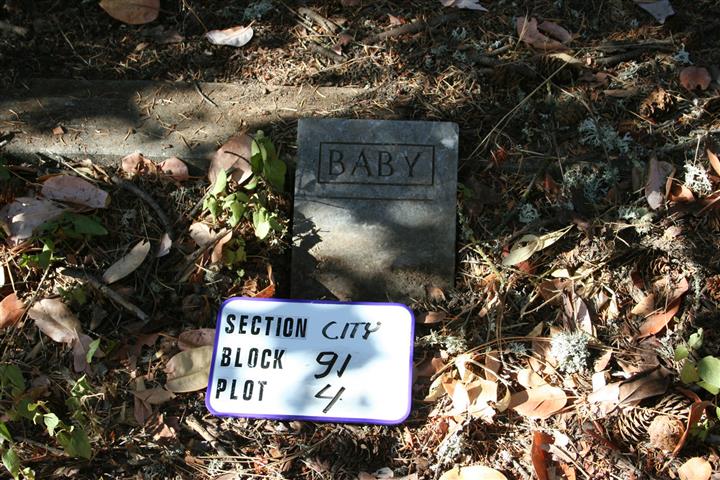 BABY
SECTION CITY
BLOCK 91
PLOT 4